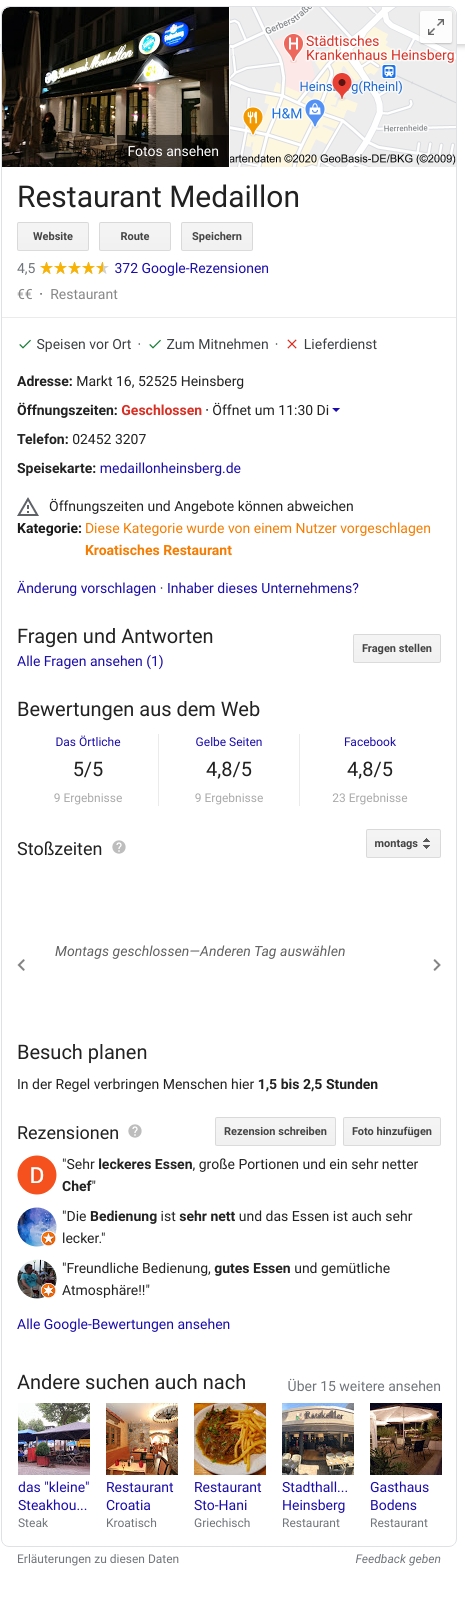 Restaurant Medaillon
Fotos ansehen
Gerberstraße
Städtisches
Krankenhaus Heinsberg
Heinsberg(Rheinl)
H&M
Herrenheide
artendaten ©2020 GeoBasis-DE/BKG (©2009)
Restaurant Medaillon
Website Route Speichern
4,5 372 Google-Rezensionen
€€ · Restaurant
Speisen vor Ort · Zum Mitnehmen · Lieferdienst
Adresse: Markt 16, 52525 Heinsberg
Öffnungszeiten: Geschlossen · Öffnet um 11:30 Di
Telefon: 02452 3207
Speisekarte: medaillonheinsberg.de
Öffnungszeiten und Angebote können abweichen
Kategorie: Diese Kategorie wurde von einem Nutzer vorgeschlagen
Kroatisches Restaurant
Änderung vorschlagen · Inhaber dieses Unternehmens?
Fragen und Antworten
Alle Fragen ansehen (1)
Fragen stellen
Bewertungen aus dem Web
Das Örtliche Gelbe Seiten Facebook
5/5 4,8/5 4,8/5
9 Ergebnisse 9 Ergebnisse 23 Ergebnisse
Stoßzeiten ? montags
Montags geschlossen—Anderen Tag auswählen
Besuch planen
In der Regel verbringen Menschen hier 1,5 bis 2,5 Stunden
Rezensionen ? Rezension schreiben Foto hinzufügen
D
"Sehr leckeres Essen, große Portionen und ein sehr netter
Chef"
"Die Bedienung ist sehr nett und das Essen ist auch sehr
lecker."
"Freundliche Bedienung, gutes Essen und gemütliche
Atmosphäre!!"
Alle Google-Bewertungen ansehen
Andere suchen auch nach Über 15 weitere ansehen
das "kleine" Restaurant Restaurant Stadthall... Gasthaus
Steakhou... Croatia Sto-Hani Heinsberg Bodens
Steak Kroatisch Griechisch Restaurant Restaurant
Erläuterungen zu diesen Daten Feedback geben